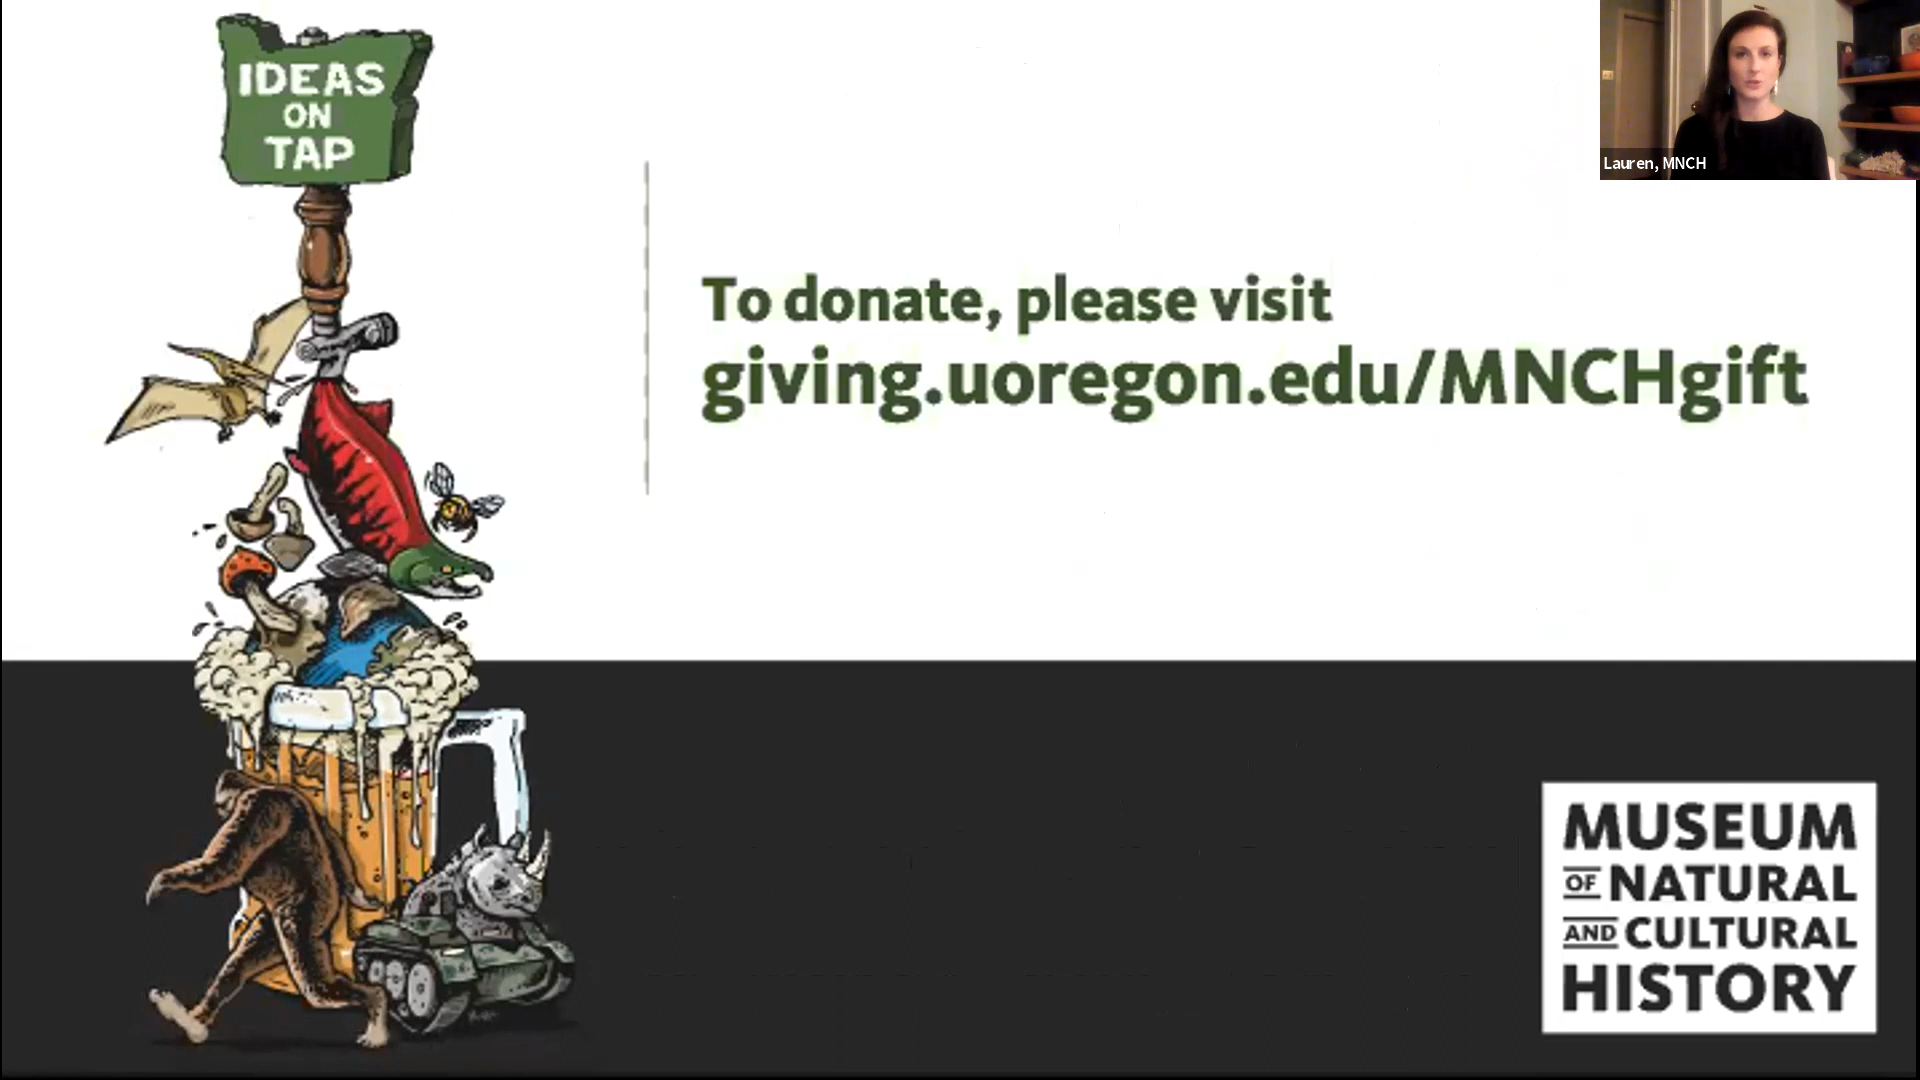 IDEAS
ON
TAP
Lauren, MNCH
To donate, please visit
giving.uoregon.edu/MNCHgift
MUSEUM
OF NATURAL
AND CULTURAL
HISTORY